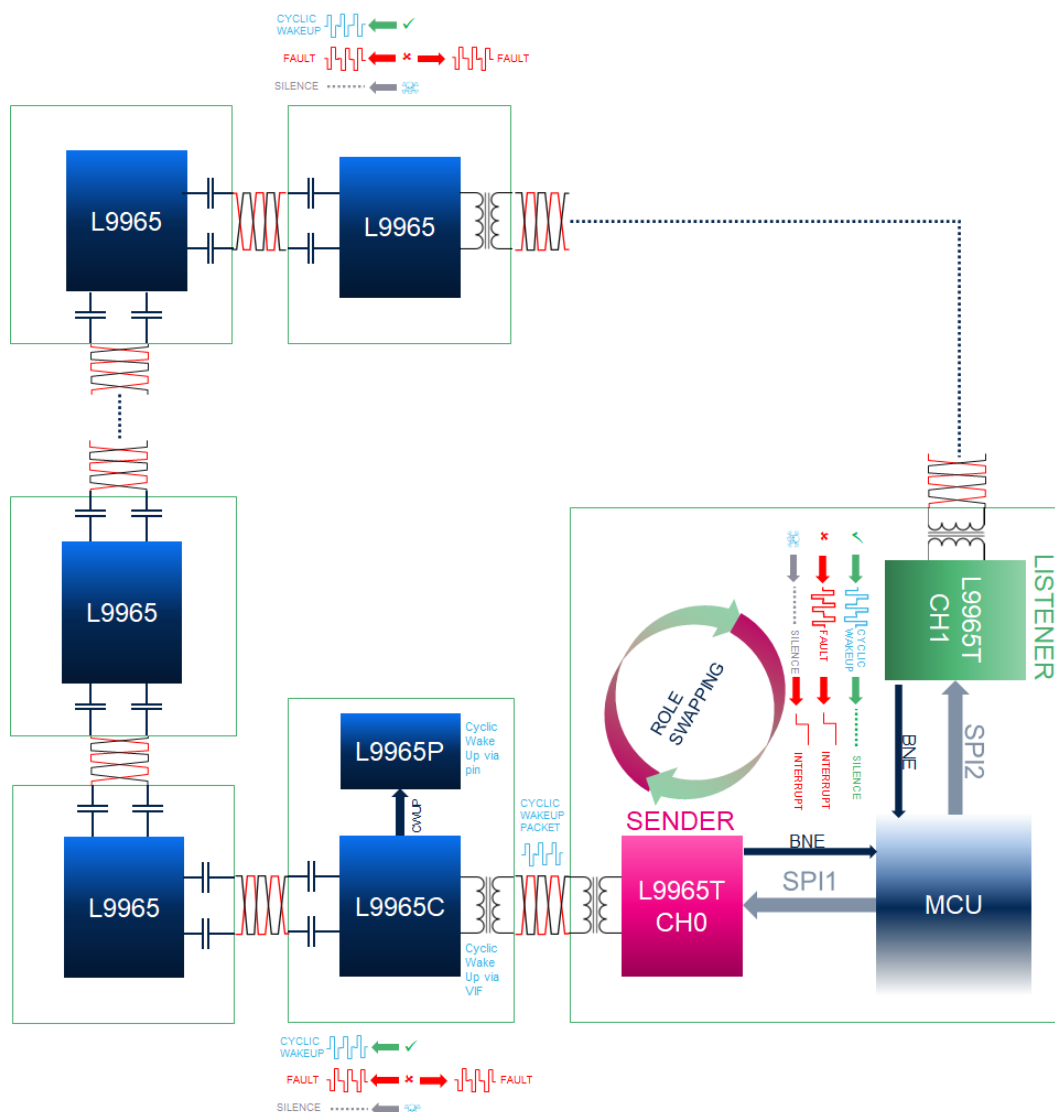 CYCLIC
WAKEUP
FAULT
FAULT
SILENCE
L9965
L9965
L9965
L9965
L9965P
Cyclic
Wake
Up via
pin
CWUP
L9965C
Cyclic
Wake
Up via
VIF
CYCLIC
WAKEUP
PACKET
ROLE
SWAPPING
SILENCE
INTERRUPT
FAULT
INTERRUPT
CYCLIC
WAKEUP
SILENCE
L9965T
CH1
LISTENER
BNE
SPI2
SENDER
L9965T
CH0
BNE
SPI1
MCU
CYCLIC
WAKEUP
FAULT
FAULT
SILENCE